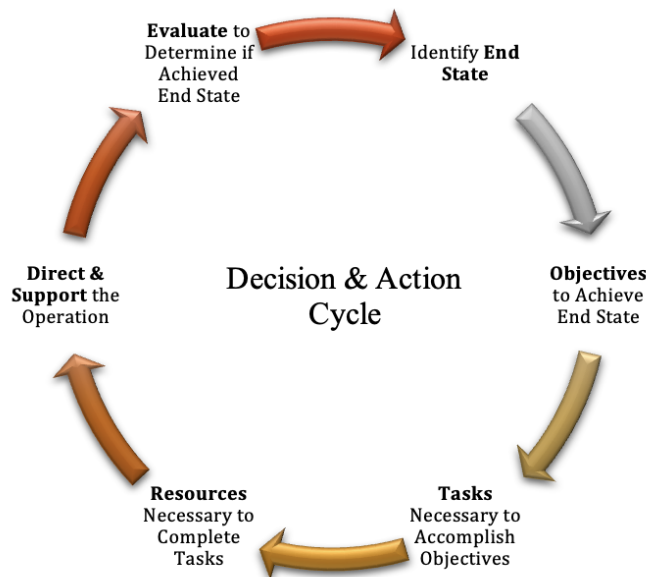 Evaluate to
Determine if
Achieved
End State
Identify End
State
Direct &
Support the
Operation
Decision & Action
Cycle
Objectives
to Achieve
End State
Resources
Necessary to
Complete
Tasks
Tasks
Necessary to
Accomplish
Objectives